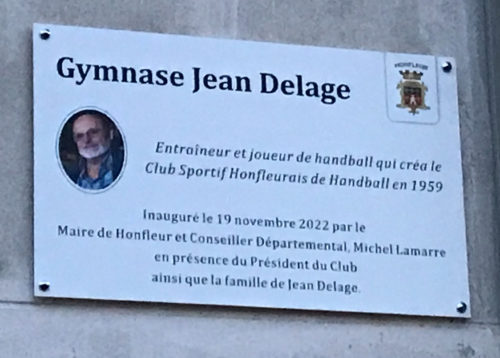 Gymnase Jean Delage
HONFLEUR
Entraîneur et joueur de handball qui créa le
Club Sportif Honfleurais de Handball en 1959
Inauguré le 19 novembre 2022 par le
Maire de Honfleur et Conseiller Départemental, Michel Lamarre
en présence du Président du Club
ainsi que la famille de Jean Delage.